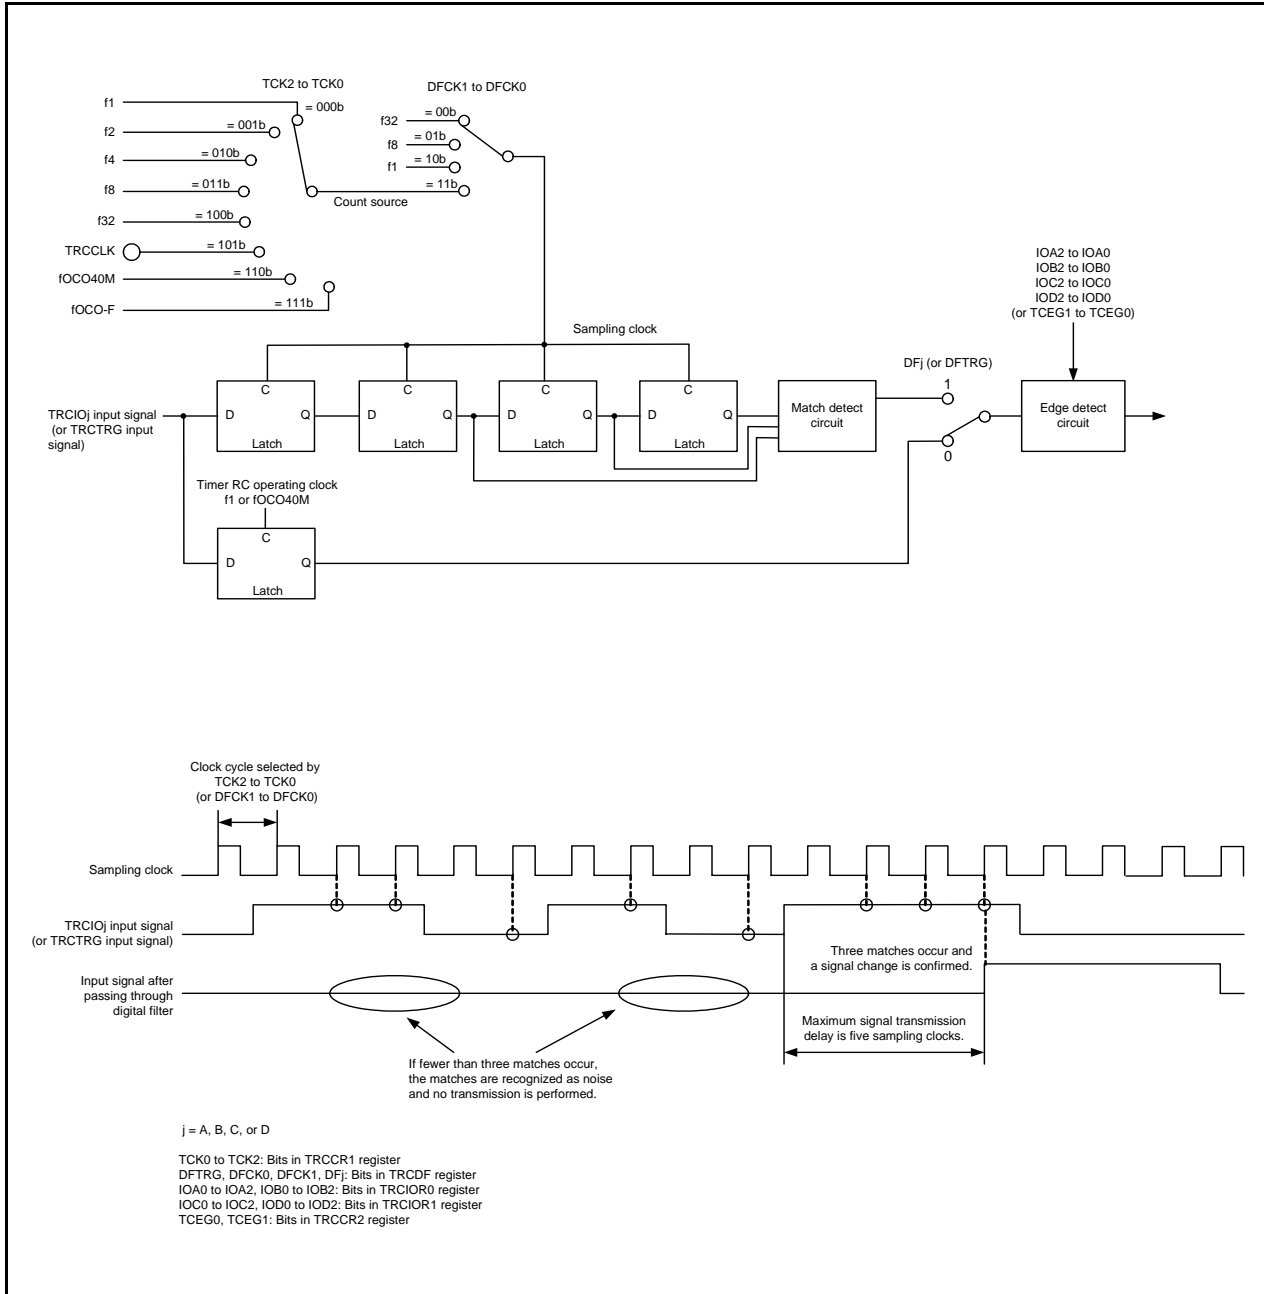 TCK2 to TCK0
DFCK1 to DFCK0
f1
= 000b
f2
= 001b
f4
= 010b
f8
= 011b
f32
= 100b
TRCCLK
= 101b
fOCO40M
= 110b
fOCO-F
= 111b
Count source
f32
= 00b
f8
= 01b
f1
= 10b
= 11b
IOA2 to IOA0
IOB2 to IOB0
IOC2 to IOC0
IOD2 to IOD0
(or TCEG1 to TCEG0)
Sampling clock
DFj (or DFTRG)
1
0
TRCIOj input signal
(or TRCTRG input
signal)
C
D
Q
Latch
C
D
Q
Latch
C
D
Q
Latch
C
D
Q
Latch
Match detect
circuit
Edge detect
circuit
Timer RC operating clock
f1 or fOCO40M
C
D
Q
Latch
Clock cycle selected by
TCK2 to TCK0
(or DFCK1 to DFCK0)
Sampling clock
TRCIOj input signal
(or TRCTRG input signal)
Three matches occur and
a signal change is confirmed.
Input signal after
passing through
digital filter
Maximum signal transmission
delay is five sampling clocks.
If fewer than three matches occur,
the matches are recognized as noise
and no transmission is performed.
j = A, B, C, or D
TCK0 to TCK2: Bits in TRCCR1 register
DFTRG, DFCK0, DFCK1, DFj: Bits in TRCDF register
IOA0 to IOA2, IOB0 to IOB2: Bits in TRCIOR0 register
IOC0 to IOC2, IOD0 to IOD2: Bits in TRCIOR1 register
TCEG0, TCEG1: Bits in TRCCR2 register